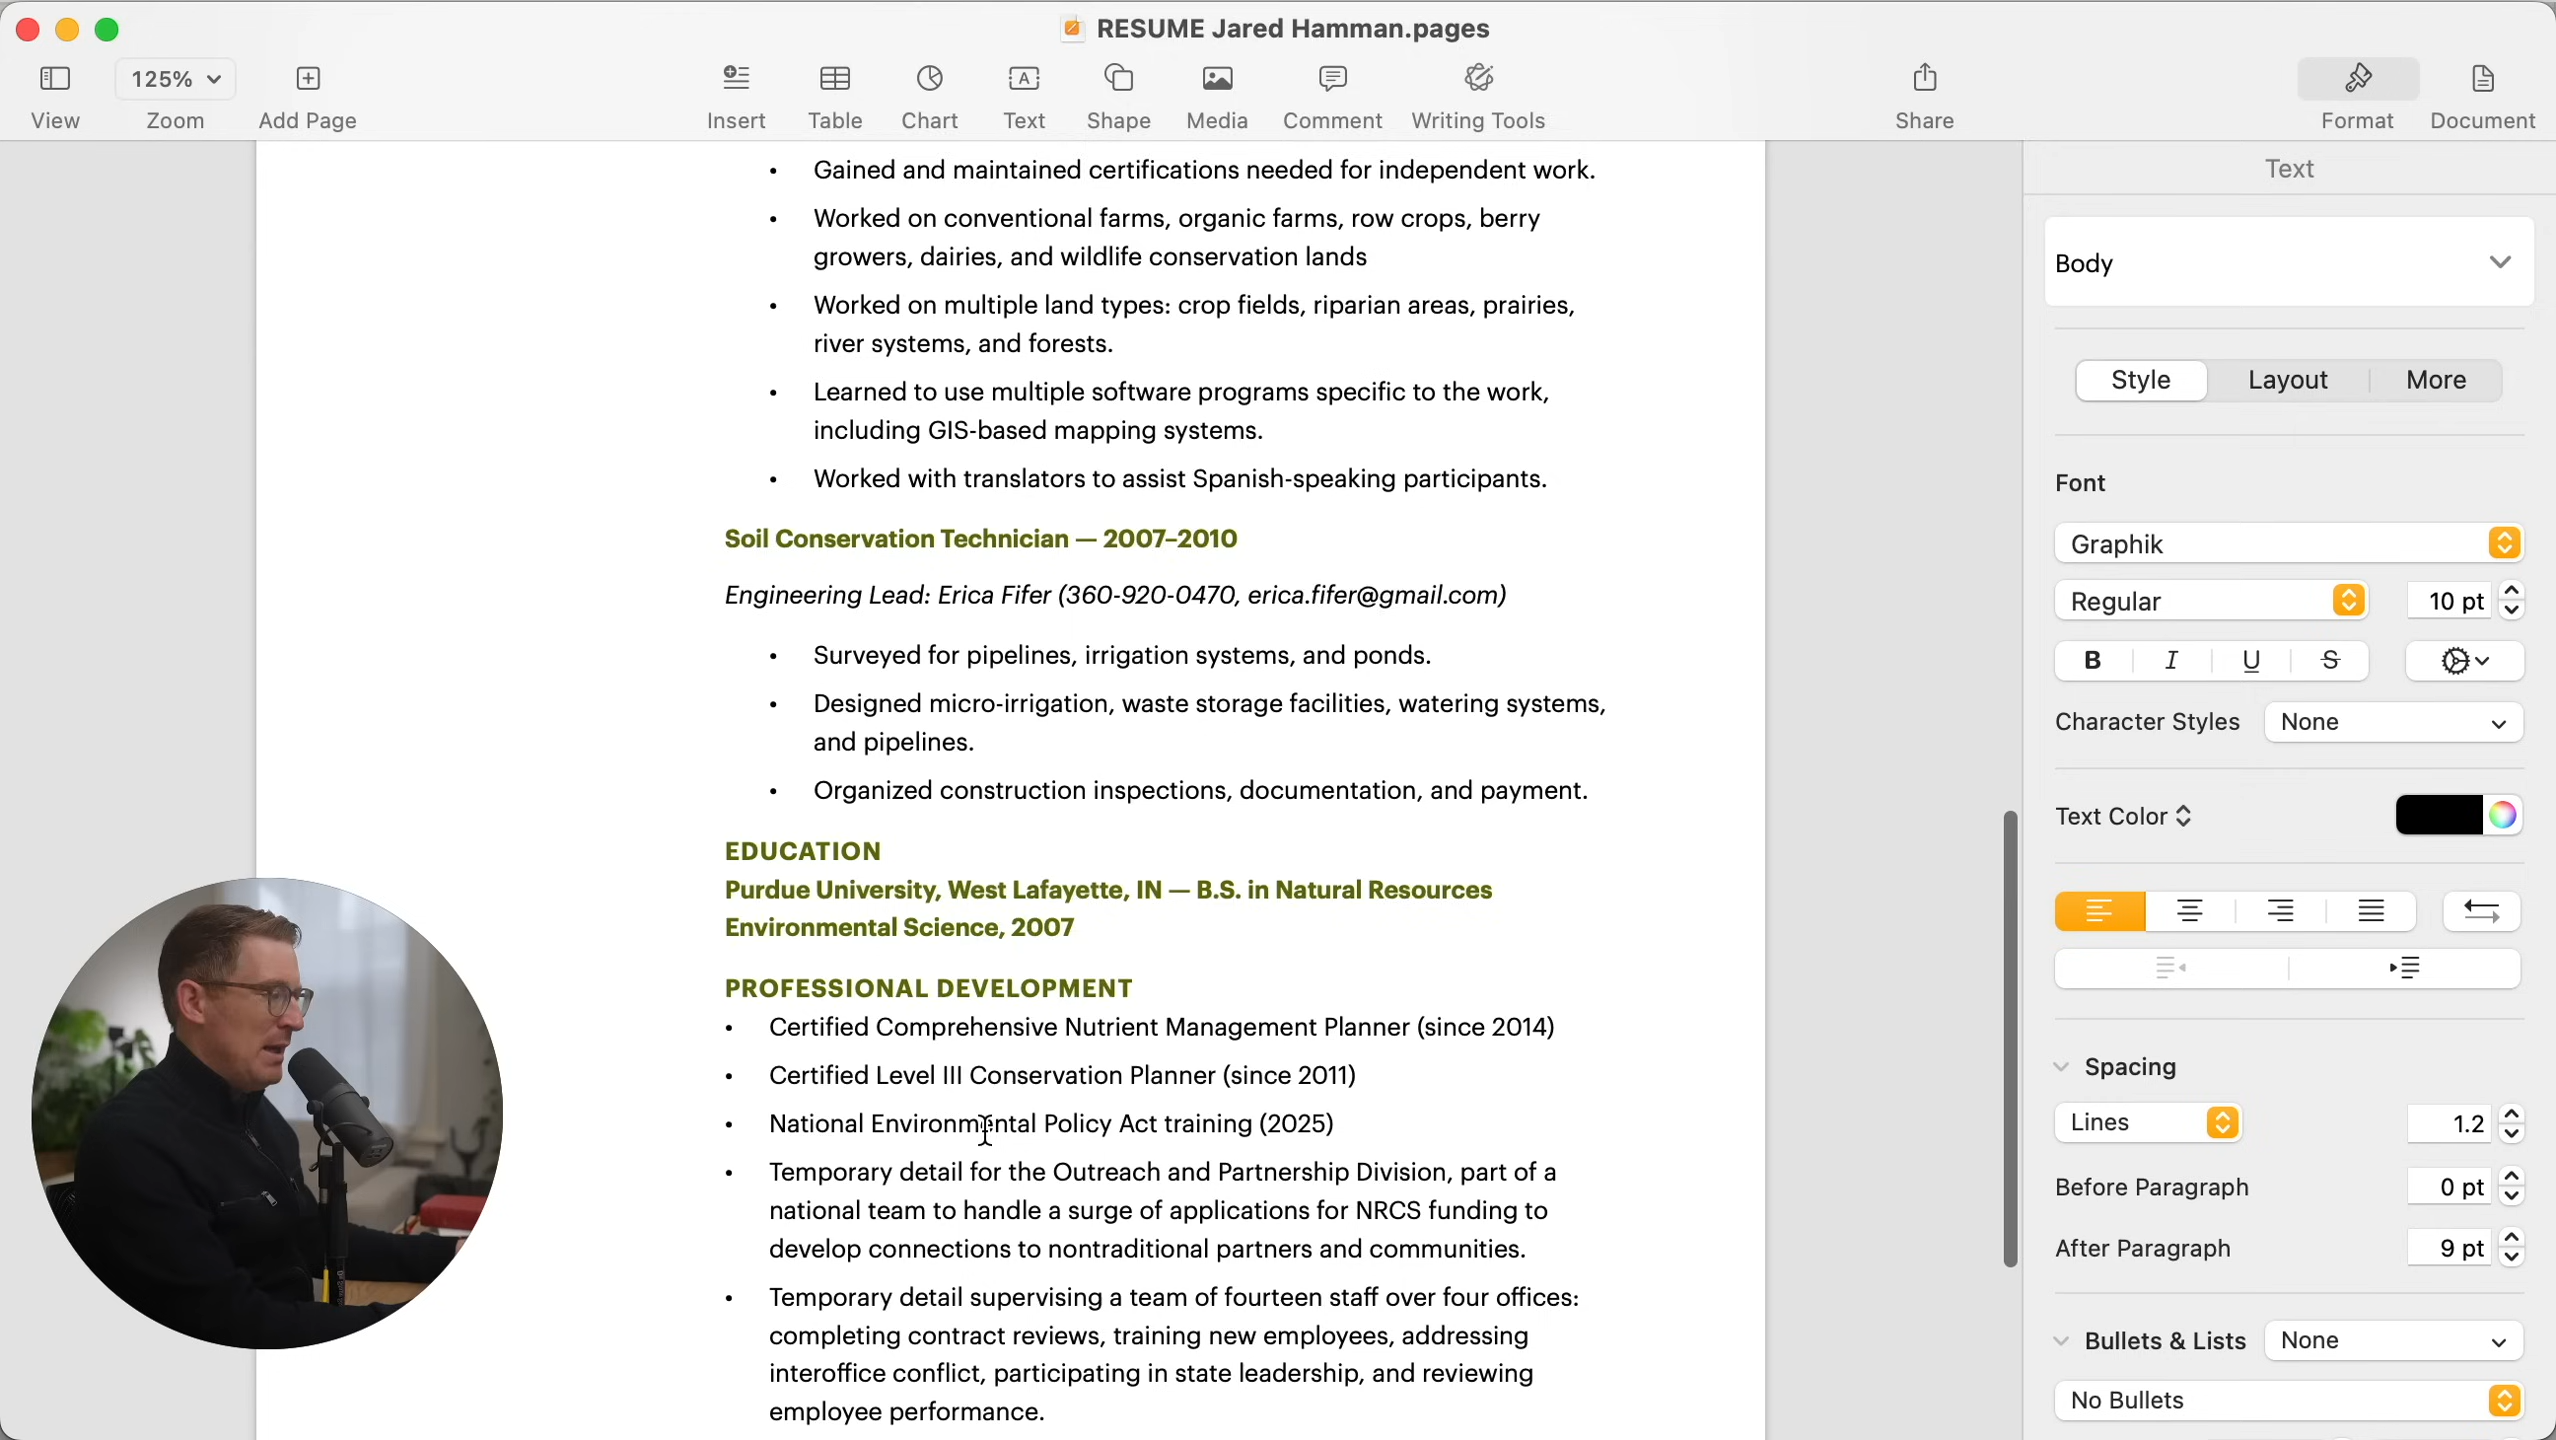 RESUME Jared Hamman.pages
125%
View
Zoom
Add Page
Insert
Table
Chart
Text
Shape
Media
Comment
Writing Tools
Share
Format
Document
• Gained and maintained certifications needed for independent work.
• Worked on conventional farms, organic farms, row crops, berry
growers, dairies, and wildlife conservation lands
• Worked on multiple land types: crop fields, riparian areas, prairies,
river systems, and forests.
• Learned to use multiple software programs specific to the work,
including GIS-based mapping systems.
• Worked with translators to assist Spanish-speaking participants.
Soil Conservation Technician — 2007–2010
Engineering Lead: Erica Fifer (360-920-0470, erica.fifer@gmail.com)
• Surveyed for pipelines, irrigation systems, and ponds.
• Designed micro-irrigation, waste storage facilities, watering systems,
and pipelines.
• Organized construction inspections, documentation, and payment.
EDUCATION
Purdue University, West Lafayette, IN — B.S. in Natural Resources
Environmental Science, 2007
PROFESSIONAL DEVELOPMENT
• Certified Comprehensive Nutrient Management Planner (since 2014)
• Certified Level III Conservation Planner (since 2011)
• National Environmental Policy Act training (2025)
• Temporary detail for the Outreach and Partnership Division, part of a
national team to handle a surge of applications for NRCS funding to
develop connections to nontraditional partners and communities.
• Temporary detail supervising a team of fourteen staff over four offices:
completing contract reviews, training new employees, addressing
interoffice conflict, participating in state leadership, and reviewing
employee performance.
Text
Body
Style
Layout
More
Font
Graphik
Regular
10 pt
B I U S
Character Styles
None
Text Color
Spacing
Lines
1.2
Before Paragraph
0 pt
After Paragraph
9 pt
Bullets & Lists
None
No Bullets